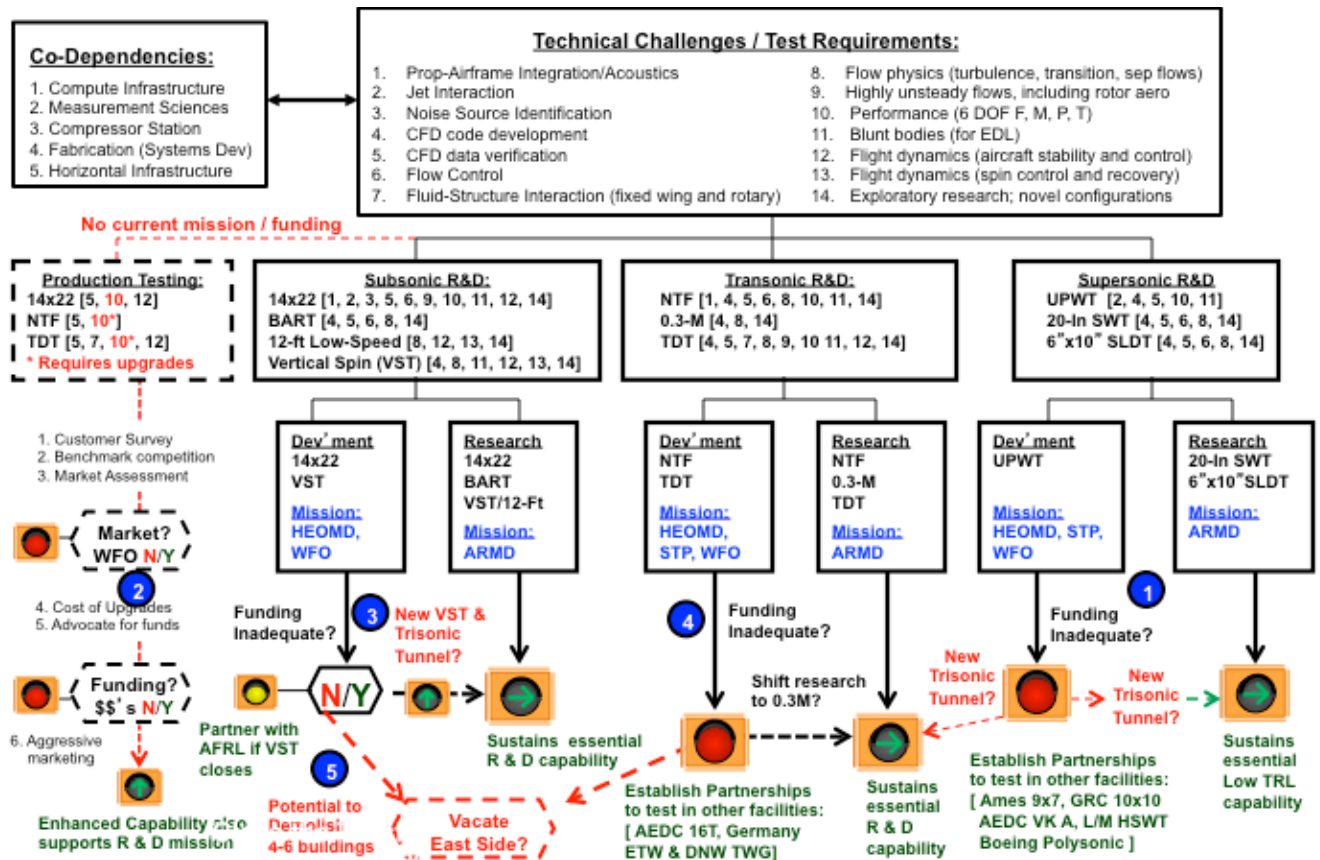 Co-Dependencies:
1. Compute Infrastructure
2. Measurement Sciences
3. Compressor Station
4. Fabrication (Systems Dev)
5. Horizontal Infrastructure
Technical Challenges / Test Requirements:
1. Prop-Airframe Integration/Acoustics
2. Jet Interaction
3. Noise Source Identification
4. CFD code development
5. CFD data verification
6. Flow Control
7. Fluid-Structure Interaction (fixed wing and rotary)
8. Flow physics (turbulence, transition, sep flows)
9. Highly unsteady flows, including rotor aero
10. Performance (6 DOF F, M, P, T)
11. Blunt bodies (for EDL)
12. Flight dynamics (aircraft stability and control)
13. Flight dynamics (spin control and recovery)
14. Exploratory research; novel configurations
No current mission / funding
Production Testing:
14x22 [5, 10, 12]
NTF [5, 10*]
TDT [5, 7, 10*, 12]
* Requires upgrades
Subsonic R&D:
14x22 [1, 2, 3, 5, 6, 9, 10, 11, 12, 14]
BART [4, 5, 6, 8, 14]
12-ft Low-Speed [8, 12, 13, 14]
Vertical Spin (VST) [4, 8, 11, 12, 13, 14]
Transonic R&D:
NTF [1, 4, 5, 6, 8, 10, 11, 14]
0.3-M [4, 8, 14]
TDT [4, 5, 7, 8, 9, 10 11, 12, 14]
Supersonic R&D
UPWT [2, 4, 5, 10, 11]
20-In SWT [4, 5, 6, 8, 14]
6"x10" SLDT [4, 5, 6, 8, 14]
1. Customer Survey
2. Benchmark competition
3. Market Assessment
Market?
WFO N/Y
2
4. Cost of Upgrades
5. Advocate for funds
Funding?
$$'s N/Y
6. Aggressive
marketing
Enhanced Capability also
supports R & D mission
Dev'ment
14x22
VST
Mission:
HEOMD,
WFO
Research
14x22
BART
VST/12-Ft
Mission:
ARMD
Dev'ment
NTF
TDT
Mission:
HEOMD,
STP, WFO
Research
NTF
0.3-M
TDT
Mission:
ARMD
Dev'ment
UPWT
Mission:
HEOMD, STP,
WFO
Research
20-In SWT
6"x10"SLDT
Mission:
ARMD
Funding
Inadequate?
3
New VST &
Trisonic
Tunnel?
N/Y
Partner with
AFRL if VST
closes
5
Potential to
Demolish
4-6 buildings
Sustains essential
R & D capability
Vacate
East Side?
4
Funding
Inadequate?
Shift research
to 0.3M?
Establish Partnerships
to test in other facilities:
[ AEDC 16T, Germany
ETW & DNW TWG]
Sustains
essential
R & D
capability
1
Funding
Inadequate?
New
Trisonic
Tunnel?
New
Trisonic
Tunnel?
Establish Partnerships
to test in other facilities:
[ Ames 9x7, GRC 10x10
AEDC VK A, L/M HSWT
Boeing Polysonic ]
Sustains
essential
Low TRL
capability